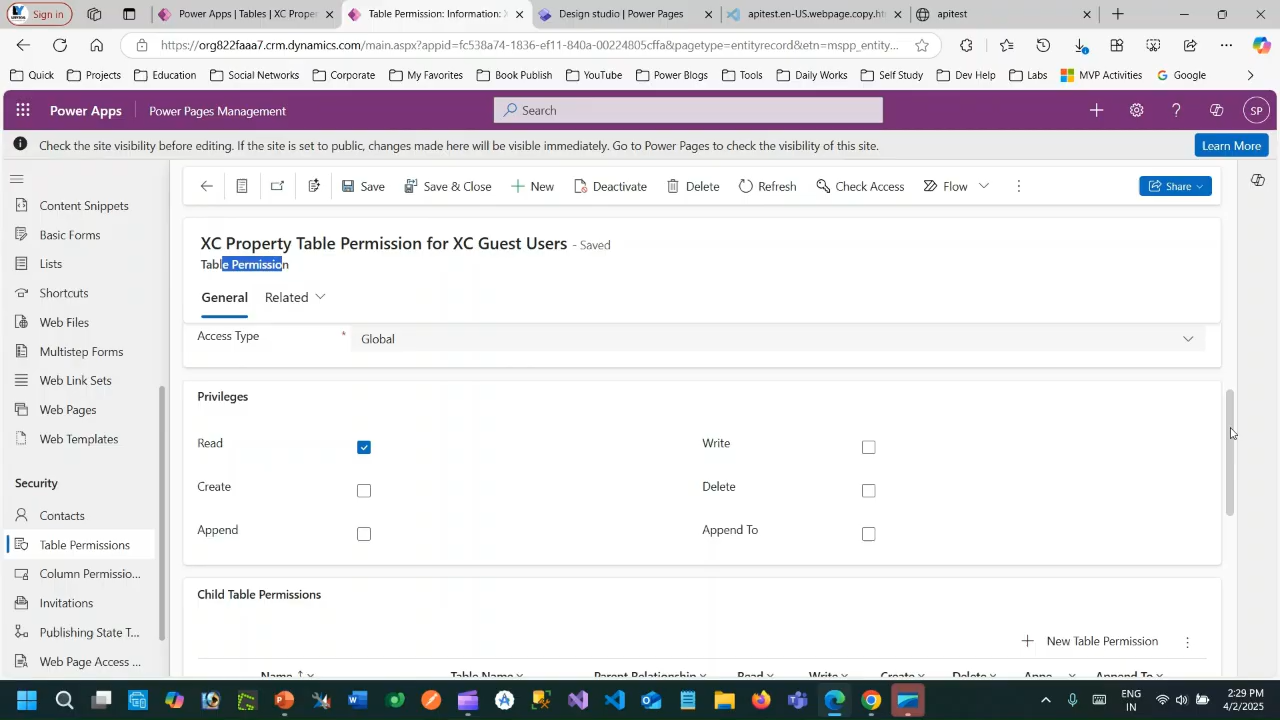 Sign in
Power Apps | Tables | XC Proper
Table Permission: Information:
Design studio | Power Pages
apitest.en-US.webpage.copy.h
apitest
https://org822faaa7.crm.dynamics.com/main.aspx?appid=fc538a74-1836-ef11-840a-00224805cffa&pagetype=entityrecord&etn=mspp_entity...
Quick
Projects
Education
Social Networks
Corporate
My Favorites
Book Publish
YouTube
Power Blogs
Tools
Daily Works
Self Study
Dev Help
Labs
MVP Activities
Google
Power Apps
Power Pages Management
Search
SP
Check the site visibility before editing. If the site is set to public, changes made here will be visible immediately. Go to Power Pages to check the visibility of this site.
Learn More
Save
Save & Close
New
Deactivate
Delete
Refresh
Check Access
Flow
Share
Content Snippets
Basic Forms
Lists
Shortcuts
Web Files
Multistep Forms
Web Link Sets
Web Pages
Web Templates
Security
Contacts
Table Permissions
Column Permissio...
Invitations
Publishing State T...
Web Page Access ...
XC Property Table Permission for XC Guest Users - Saved
Table Permission
General
Related
Access Type *
Global
Privileges
Read
Write
Create
Delete
Append
Append To
Child Table Permissions
New Table Permission
Name
Table Name
Parent Relationship
Read
Write
Create
Delete
Appe...
Append To
ENG
IN
2:29 PM
4/2/2025